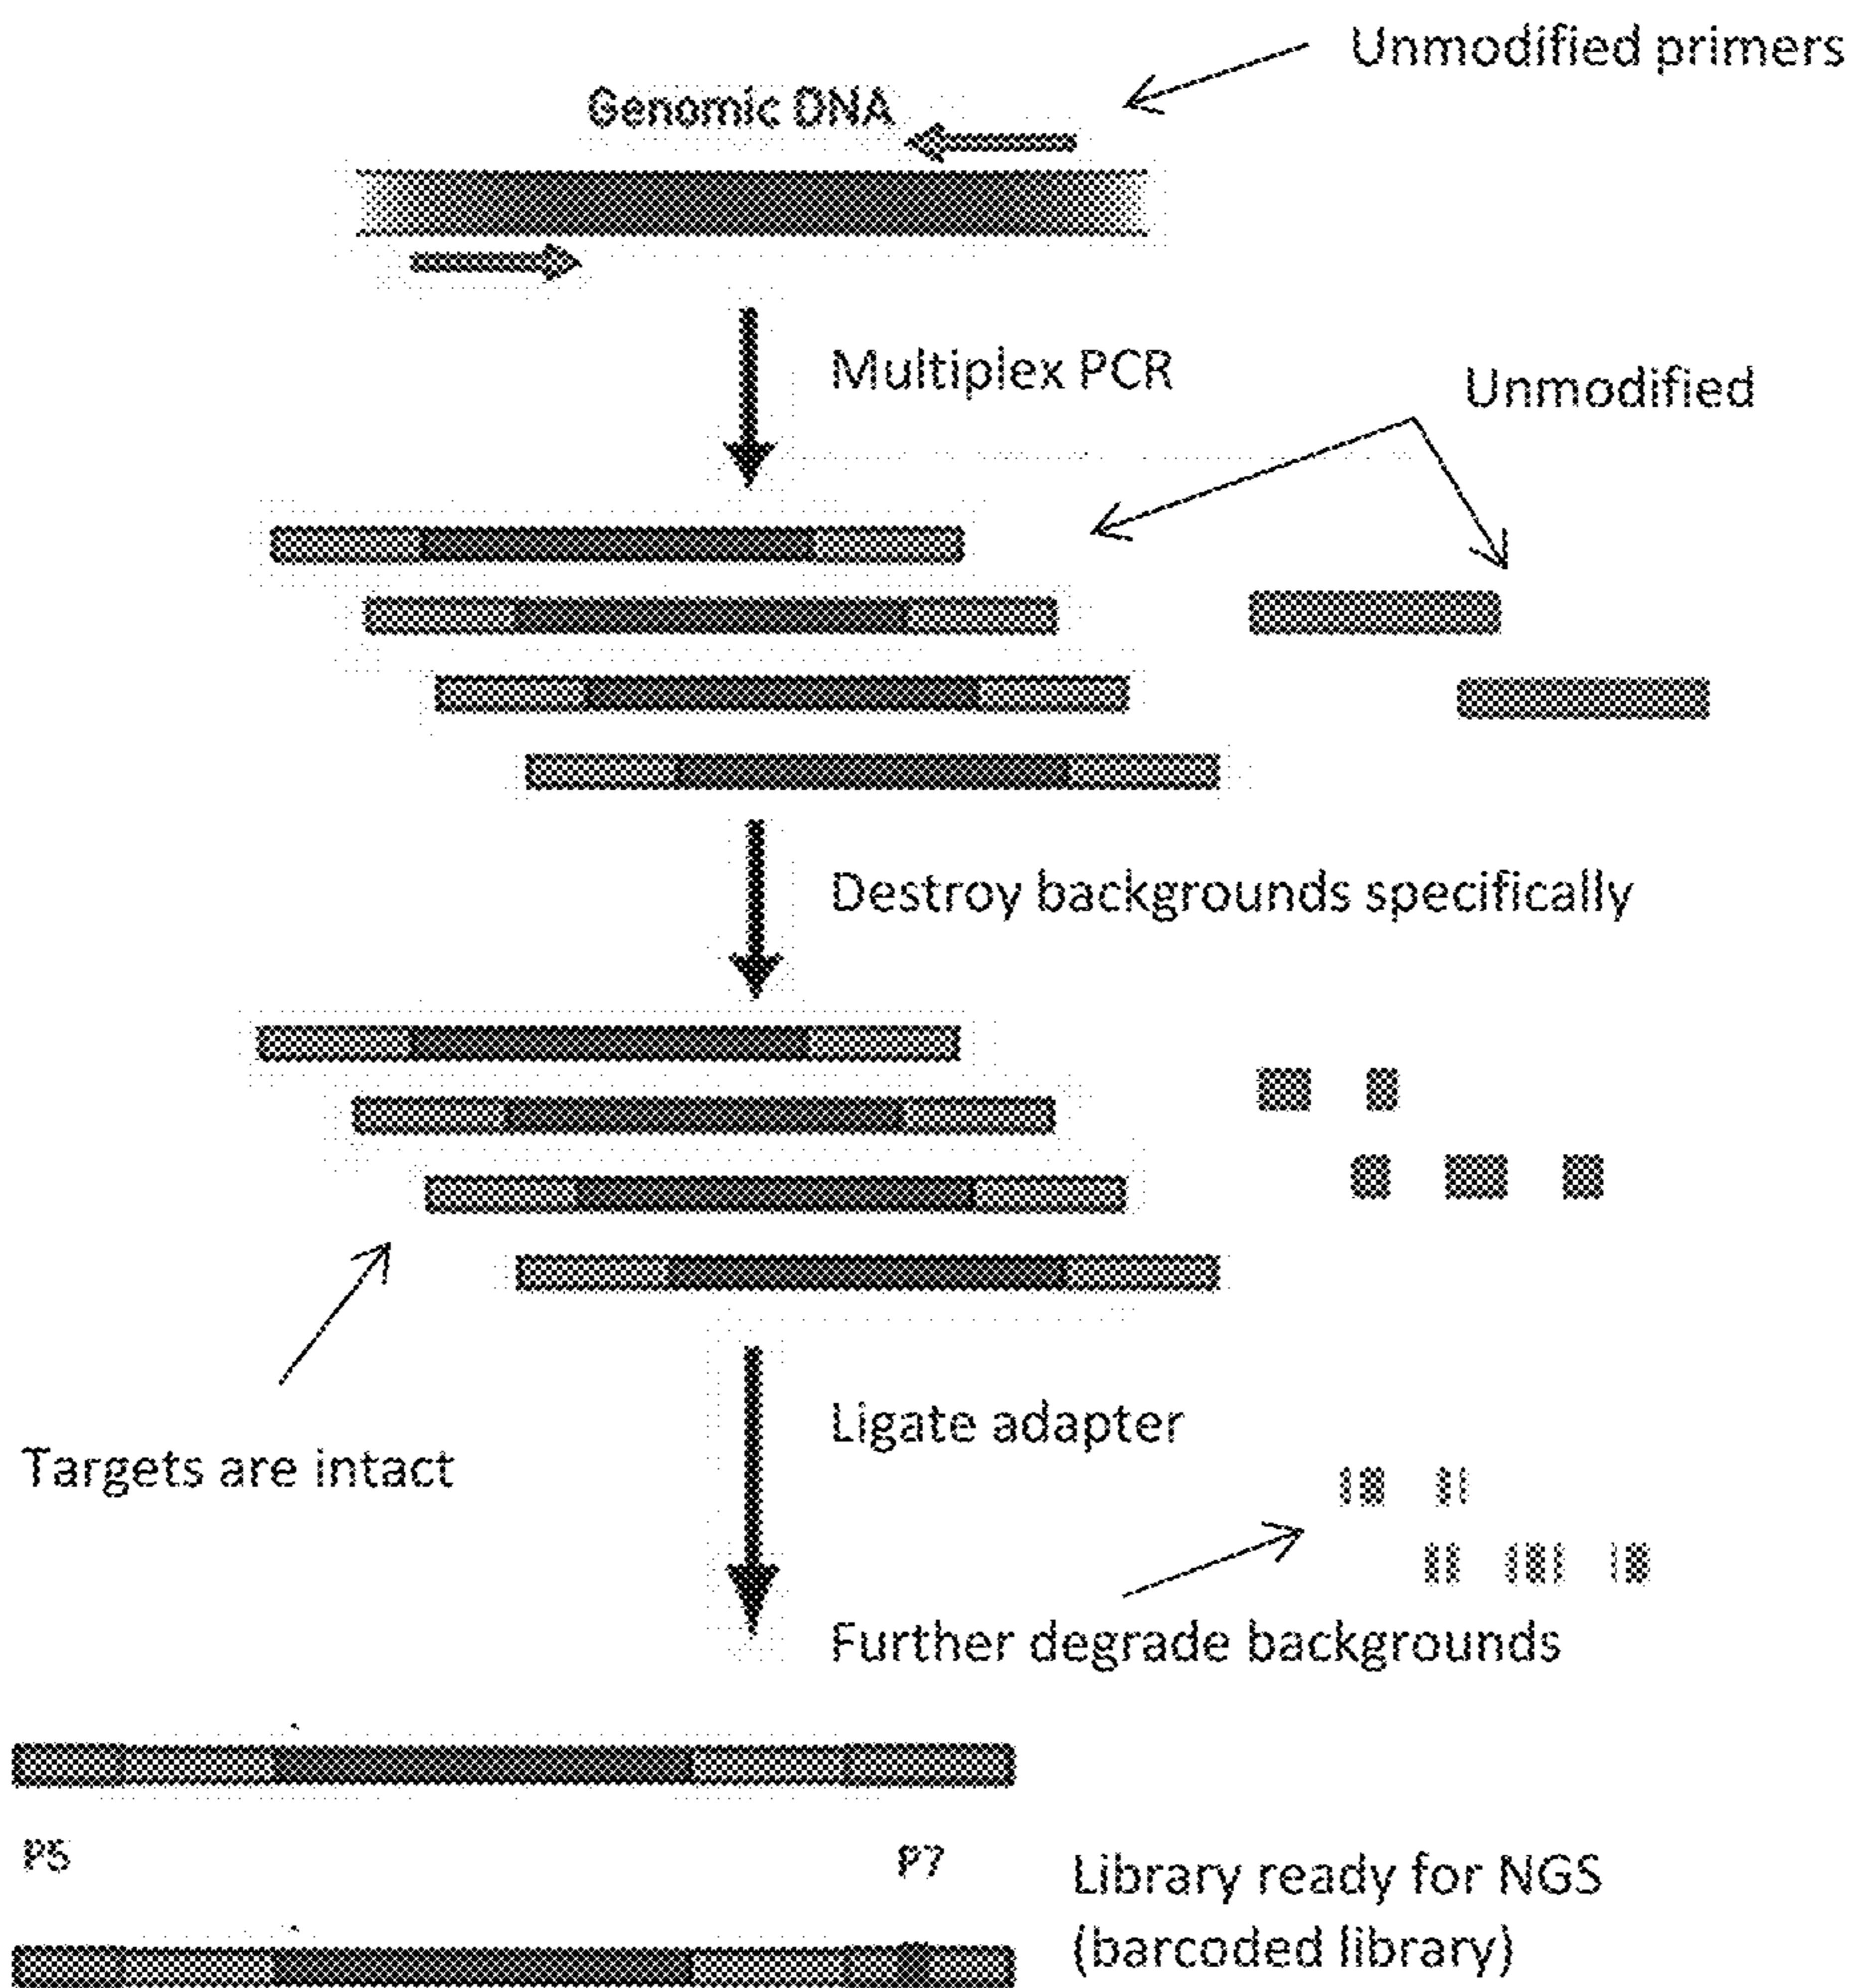 Unmodified primers
Genomic DNA
Multiplex PCR
Unmodified
Destroy backgrounds specifically
Ligate adapter
Targets are intact
Further degrade backgrounds
P5
P7
Library ready for NGS
(barcoded library)